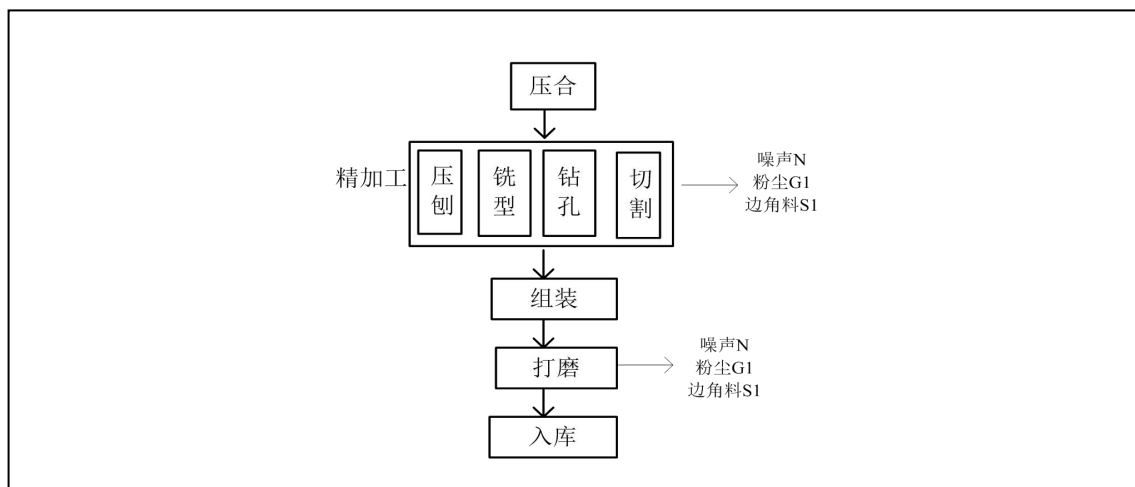 压合
精加工
压刨
铣型
钻孔
切割
噪声N
粉尘G1
边角料S1
组装
打磨
噪声N
粉尘G1
边角料S1
入库